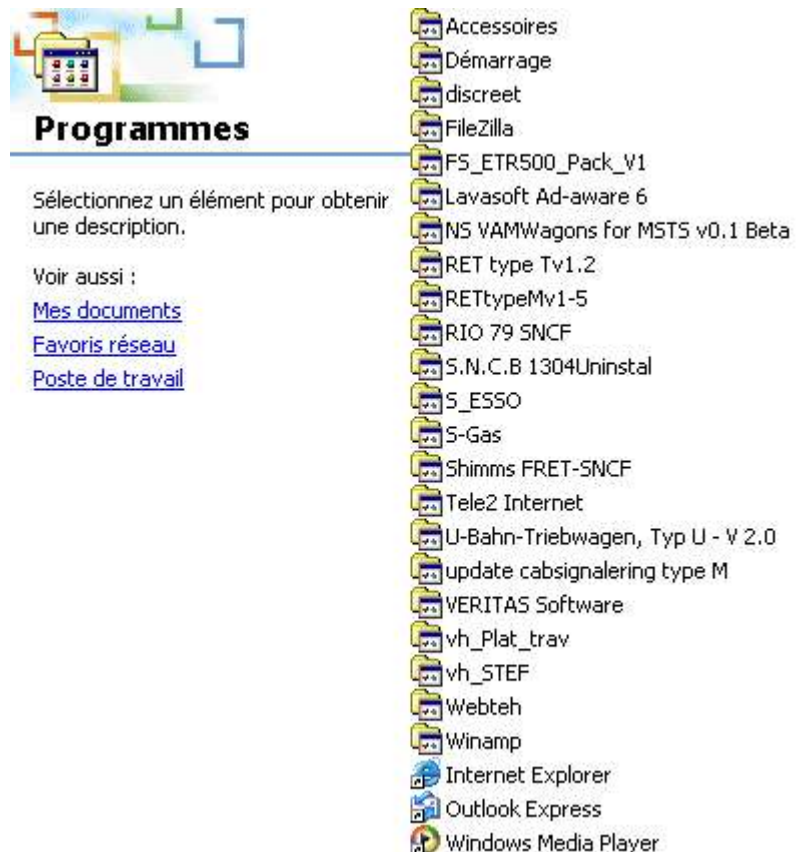 Programmes
Sélectionnez un élément pour obtenir
une description.
Voir aussi :
Mes documents
Favoris réseau
Poste de travail
Accessoires
Démarrage
discreet
FileZilla
FS_ETR500_Pack_V1
Lavasoft Ad-aware 6
NS VAMWagons for MSTS v0.1 Beta
RET type Tv1.2
RETtypeMv1-5
RIO 79 SNCF
S.N.C.B 1304Uninstal
S_ESSO
S-Gas
Shimms FRET-SNCF
Tele2 Internet
U-Bahn-Triebwagen, Typ U - V 2.0
update cabsignalering type M
VERITAS Software
vh_Plat_trav
vh_STEF
Webteh
Winamp
Internet Explorer
Outlook Express
Windows Media Player